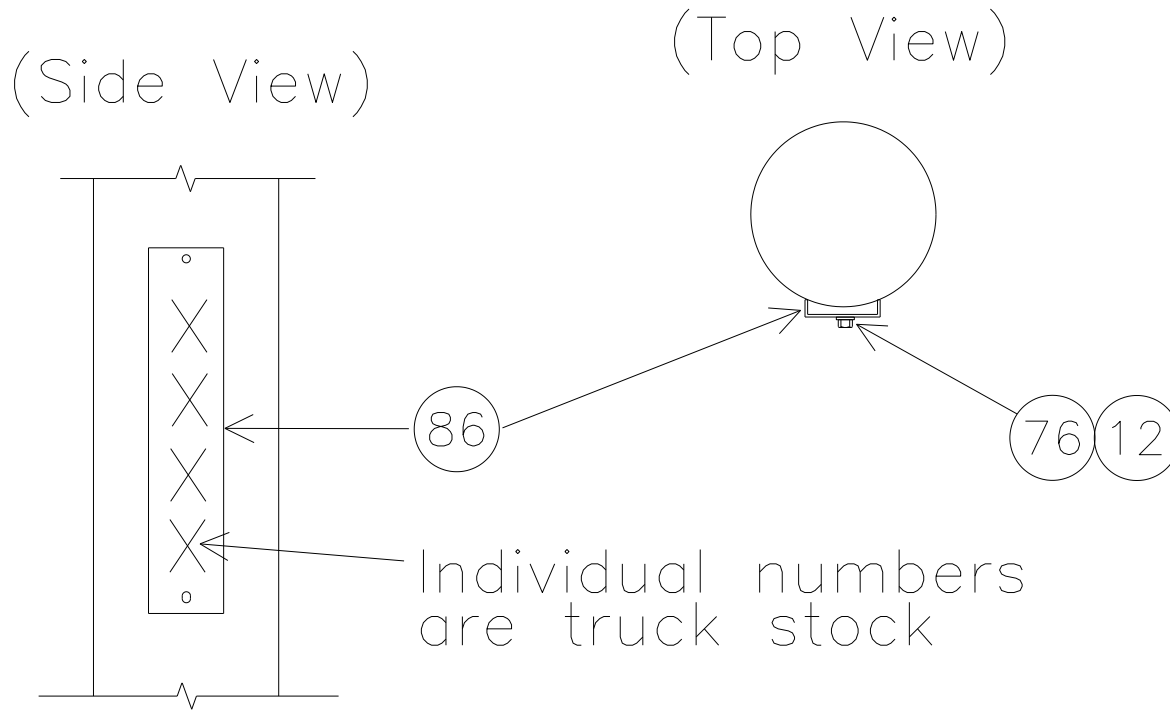 (Side View)
(Top View)
X
X
X
X
86
76 12
Individual numbers
are truck stock